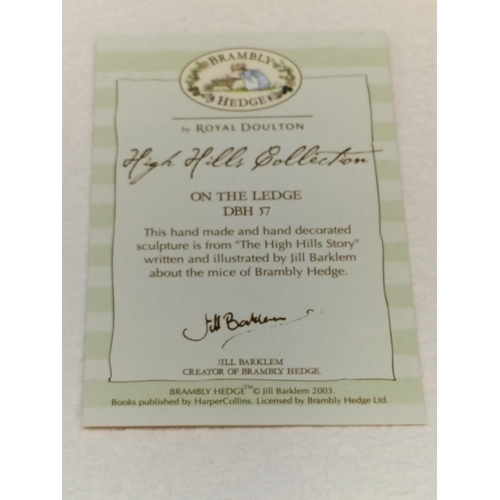 BRAMBLY
HEDGE
by ROYAL DOULTON
High Hills Collection
ON THE LEDGE
DBH 57
This hand made and hand decorated
sculpture is from "The High Hills Story"
written and illustrated by Jill Barklem
about the mice of Brambly Hedge.
Jill Barklem
JILL BARKLEM
CREATOR OF BRAMBLY HEDGE.
BRAMBLY HEDGE™© Jill Barklem 2003.
Books published by HarperCollins. Licensed by Brambly Hedge Ltd.